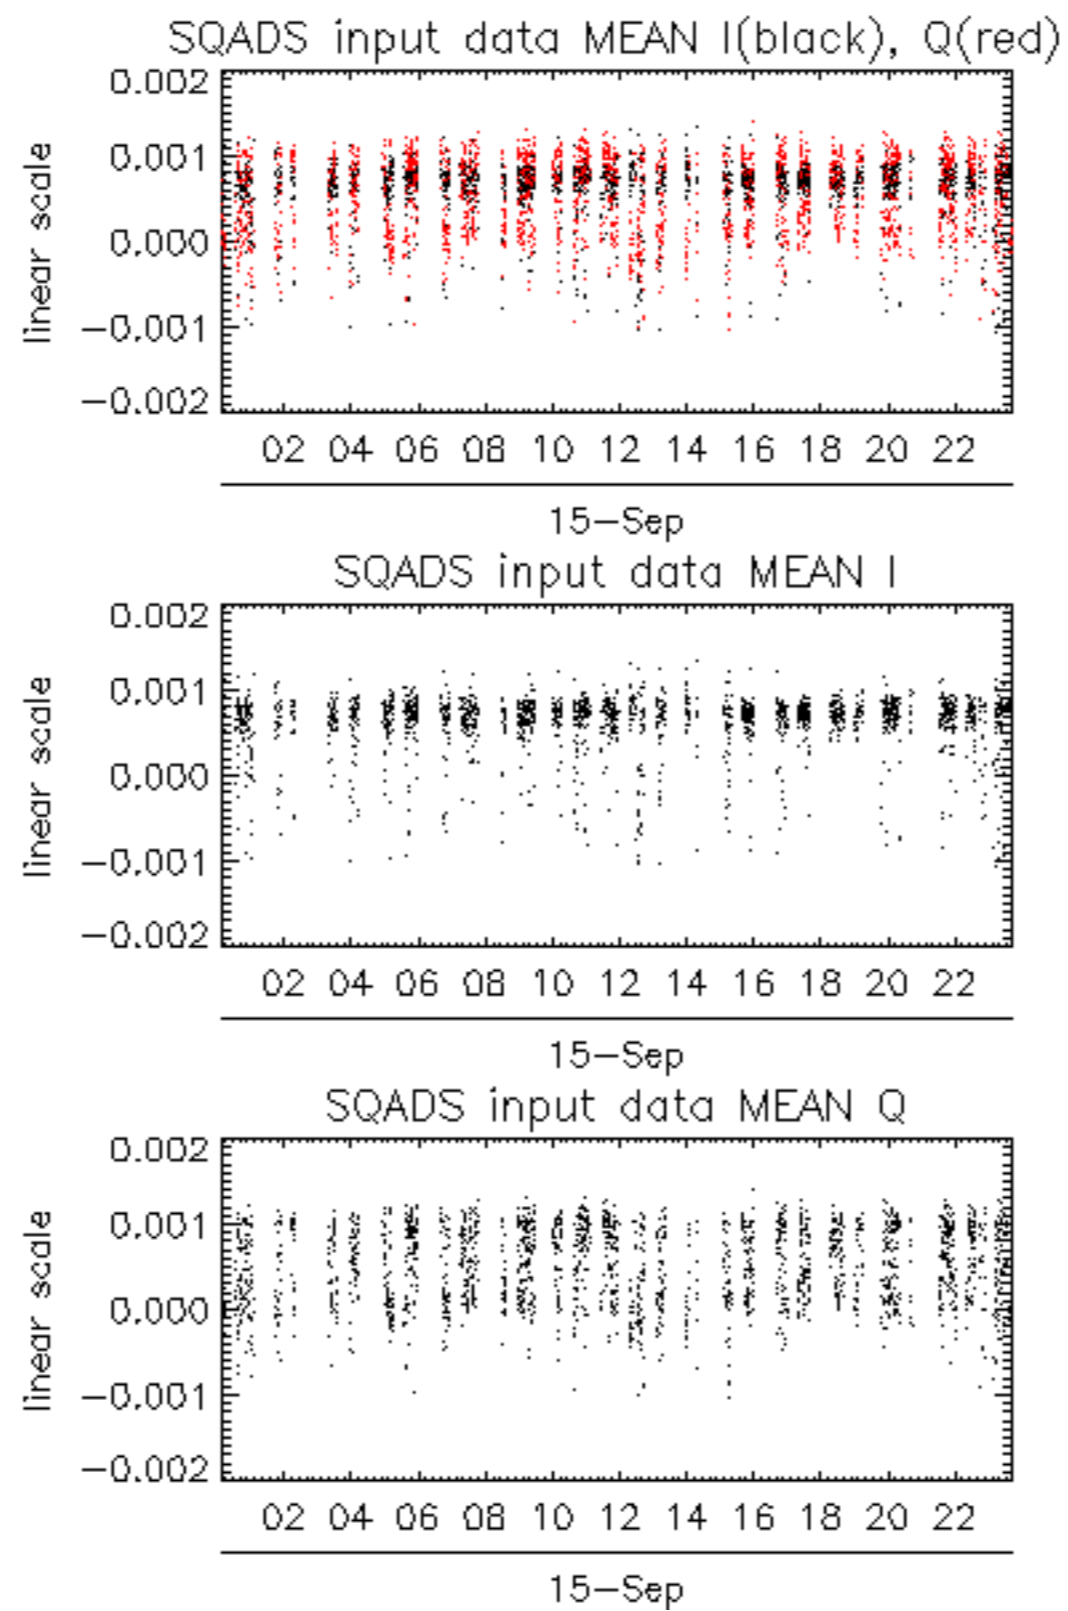 SQADS input data MEAN I(black), Q(red)
0.002
0.001
0.000
−0.001
−0.002
linear scale
02 04 06 08 10 12 14 16 18 20 22
15−Sep
SQADS input data MEAN I
0.002
0.001
0.000
−0.001
−0.002
linear scale
02 04 06 08 10 12 14 16 18 20 22
15−Sep
SQADS input data MEAN Q
0.002
0.001
0.000
−0.001
−0.002
linear scale
02 04 06 08 10 12 14 16 18 20 22
15−Sep